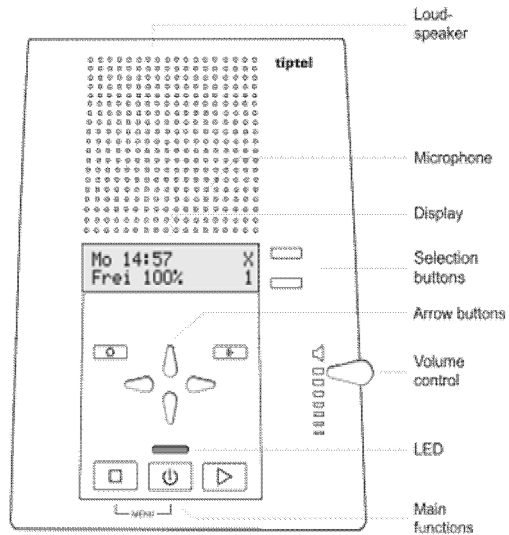 Loud-
speaker
tiptel
Microphone
Display
Mo 14:57 X
Frei 100% 1
Selection
buttons
Arrow buttons
Volume
control
LED
MENU
Main
functions